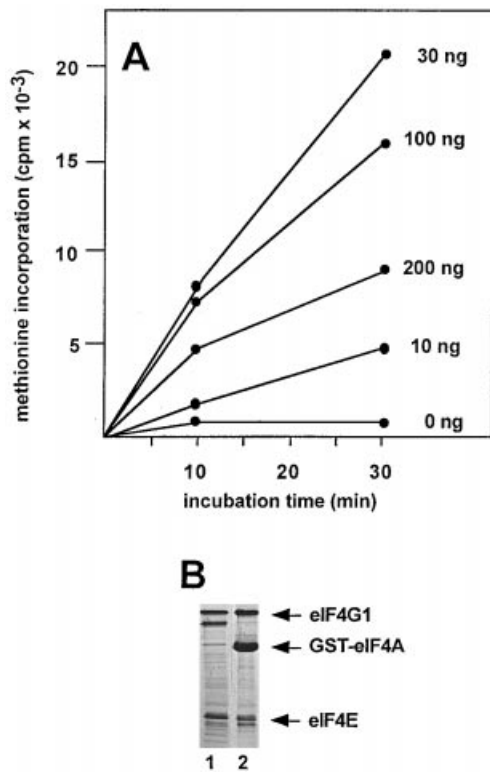 A
methionine incorporation (cpm x 10-3)
20
15
10
5
30 ng
100 ng
200 ng
10 ng
0 ng
10
20
30
incubation time (min)
B
eIF4G1
GST-eIF4A
eIF4E
1 2